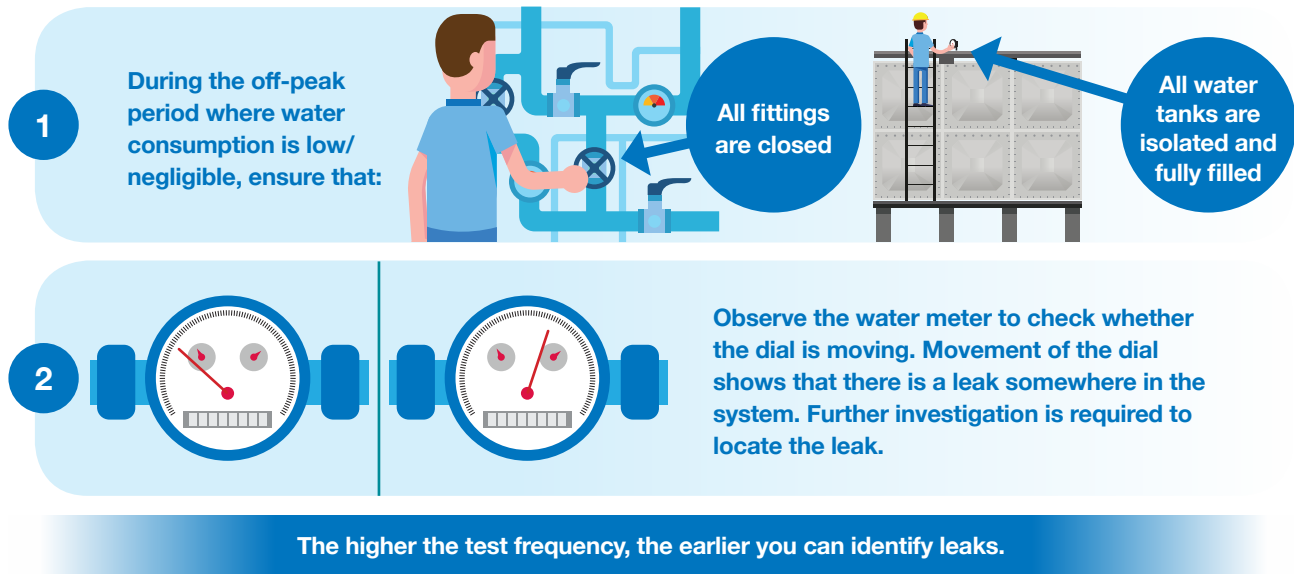 1
During the off-peak
period where water
consumption is low/
negligible, ensure that:
All fittings
are closed
All water
tanks are
isolated and
fully filled
2
Observe the water meter to check whether
the dial is moving. Movement of the dial
shows that there is a leak somewhere in the
system. Further investigation is required to
locate the leak.
The higher the test frequency, the earlier you can identify leaks.